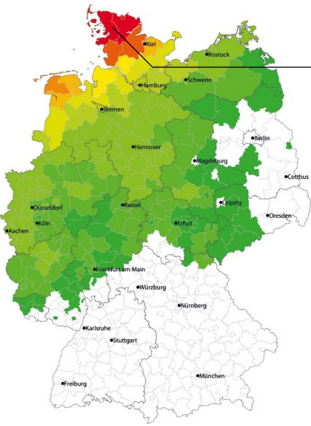 Kiel
Rostock
Hamburg
Schwerin
Bremen
Berlin
Hannover
Magdeburg
Cottbus
Düsseldorf
Kassel
Leipzig
Köln
Erfurt
Dresden
Aachen
Frankfurt am Main
Würzburg
Nürnberg
Karlsruhe
Stuttgart
München
Freiburg